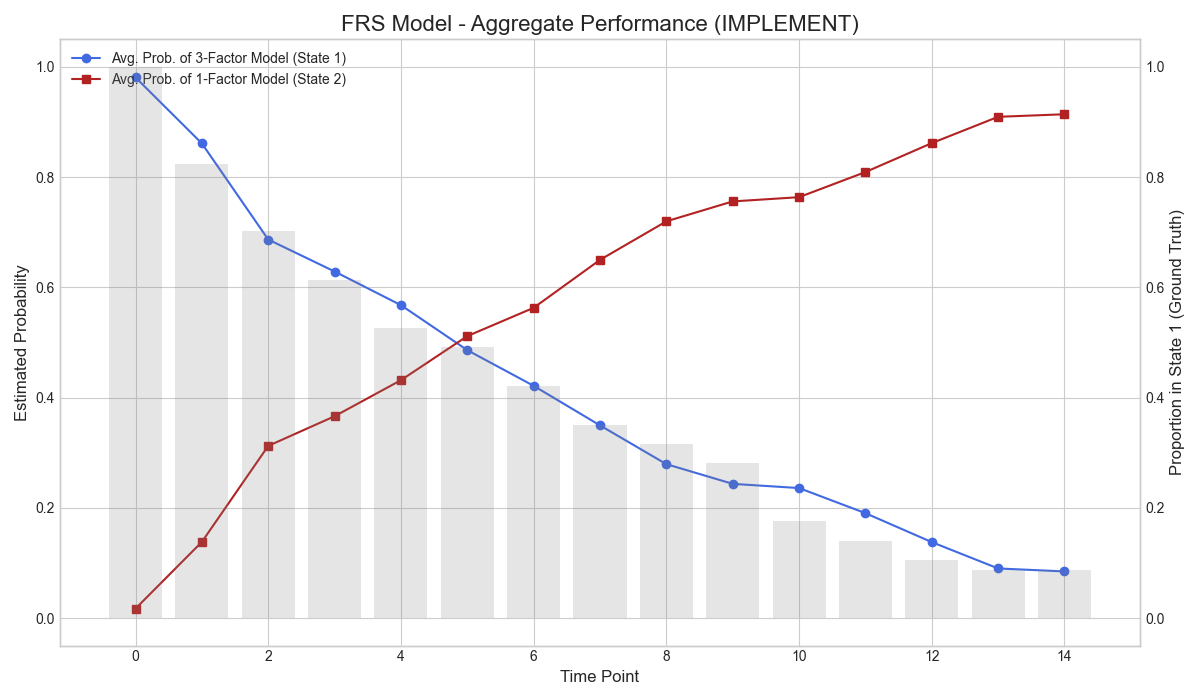 FRS Model - Aggregate Performance (IMPLEMENT)
Avg. Prob. of 3-Factor Model (State 1)
Avg. Prob. of 1-Factor Model (State 2)
Estimated Probability
1.0
0.8
0.6
0.4
0.2
0.0
1.0
0.8
0.6
0.4
0.2
0.0
Proportion in State 1 (Ground Truth)
0 2 4 6 8 10 12 14
Time Point